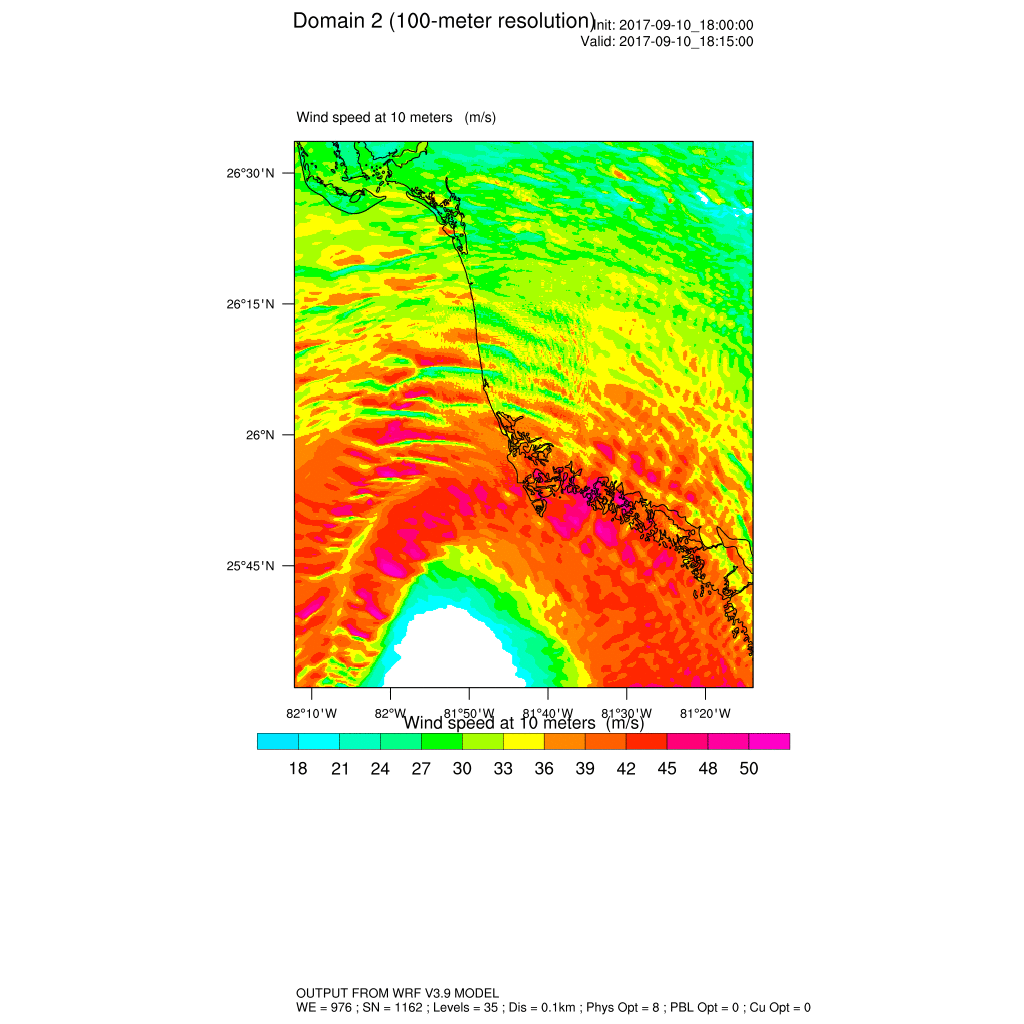 Domain 2 (100-meter resolution)
Init: 2017-09-10_18:00:00
Valid: 2017-09-10_18:15:00
Wind speed at 10 meters (m/s)
26°30'N
26°15'N
26°N
25°45'N
82°10'W 82°W 81°50'W 81°40'W 81°30'W 81°20'W
Wind speed at 10 meters (m/s)
18 21 24 27 30 33 36 39 42 45 48 50
OUTPUT FROM WRF V3.9 MODEL
WE = 976 ; SN = 1162 ; Levels = 35 ; Dis = 0.1km ; Phys Opt = 8 ; PBL Opt = 0 ; Cu Opt = 0